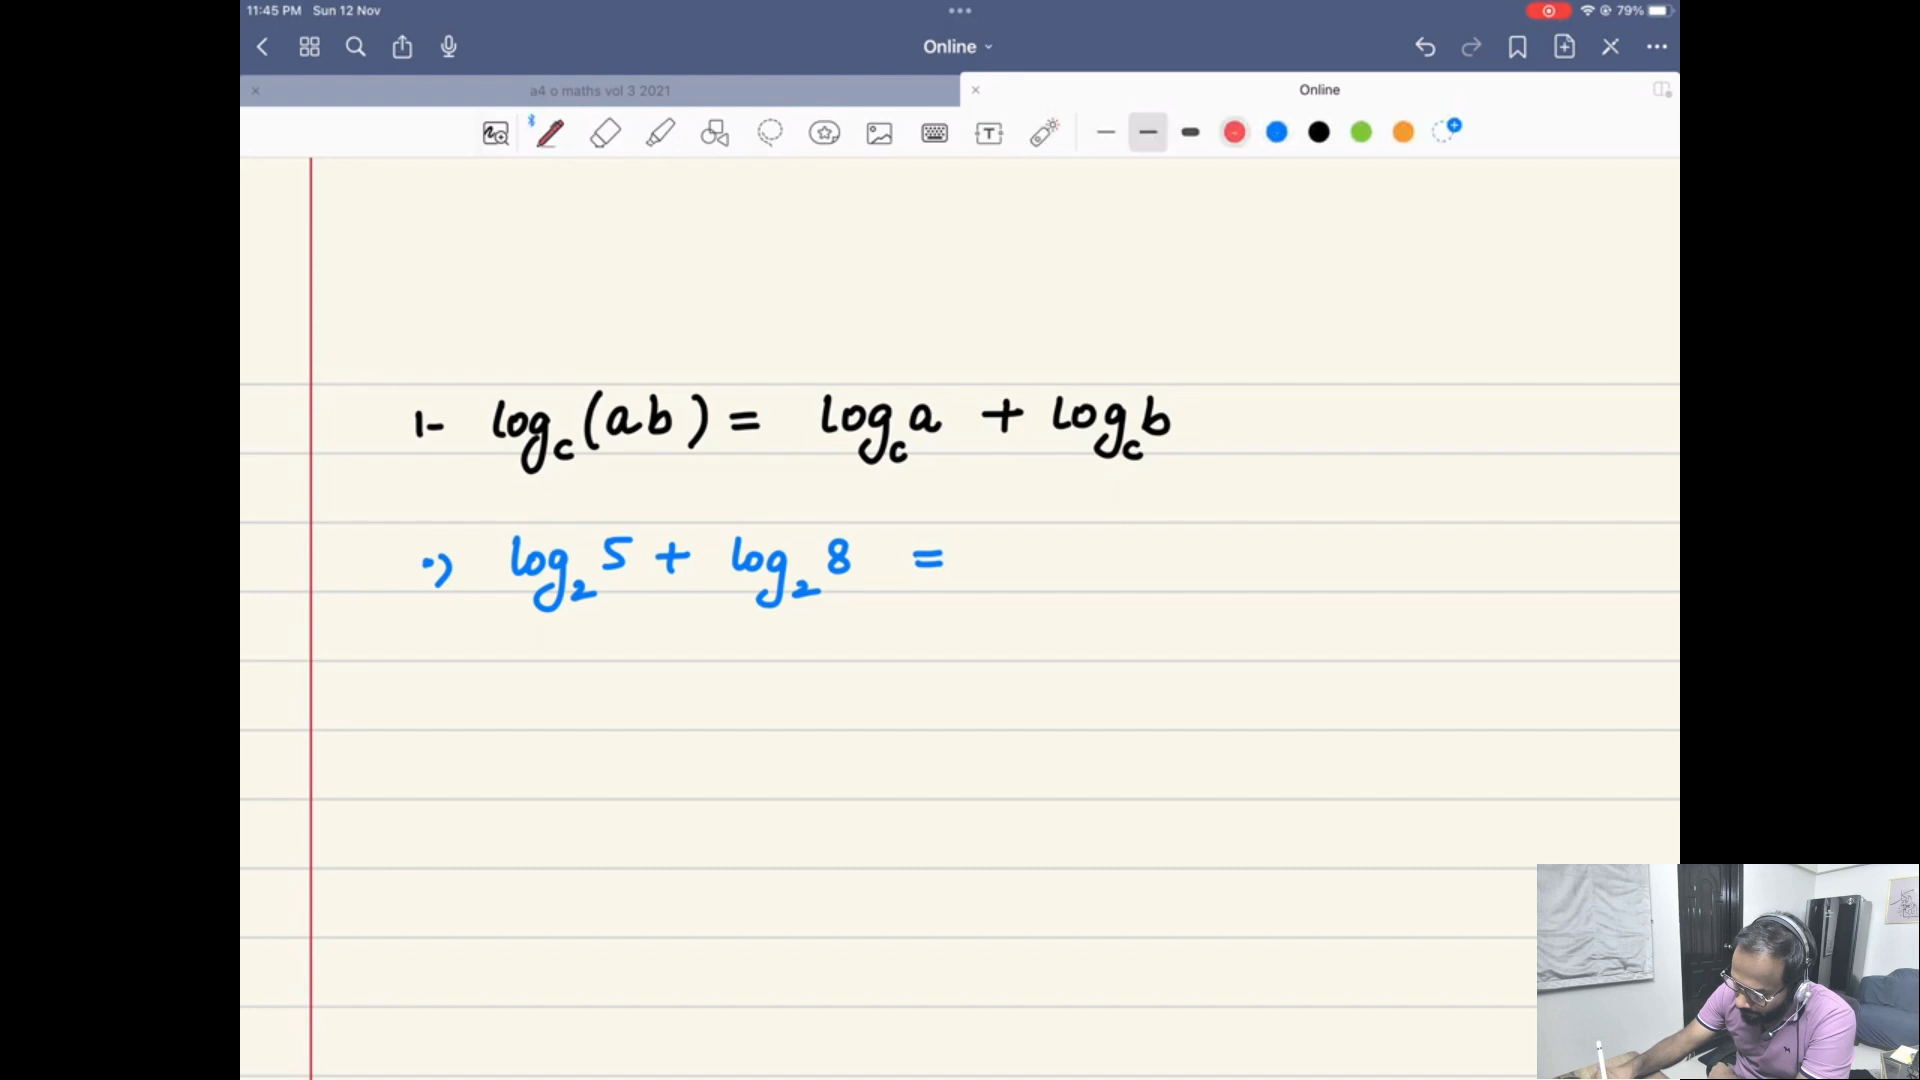 11:45 PM Sun 12 Nov
79%
Online
a4 o maths vol 3 2021
Online
1- log_c(ab) = log_c a + log_c b
•) log_2 5 + log_2 8 =